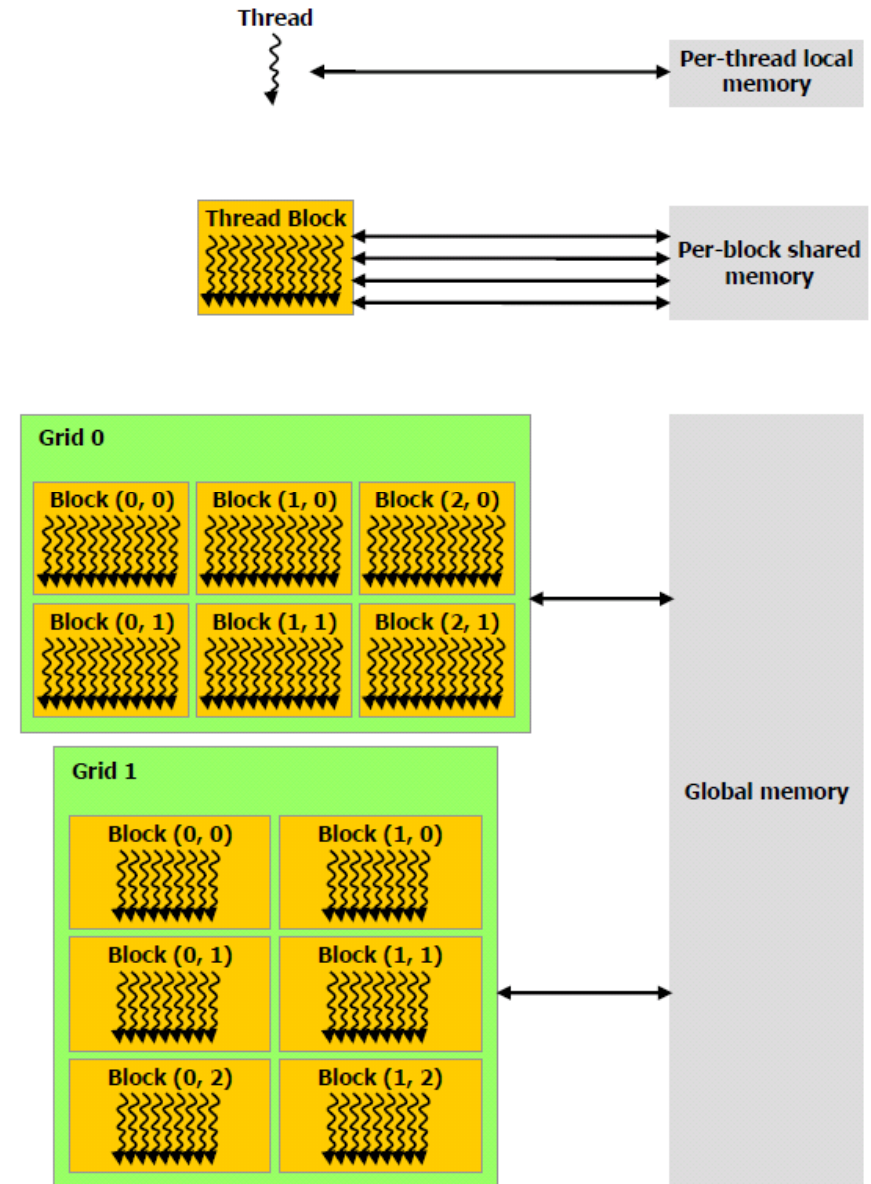 Thread
Per-thread local
memory
Thread Block
Per-block shared
memory
Grid 0
Block (0, 0)
Block (1, 0)
Block (2, 0)
Block (0, 1)
Block (1, 1)
Block (2, 1)
Grid 1
Block (0, 0)
Block (1, 0)
Block (0, 1)
Block (1, 1)
Block (0, 2)
Block (1, 2)
Global memory